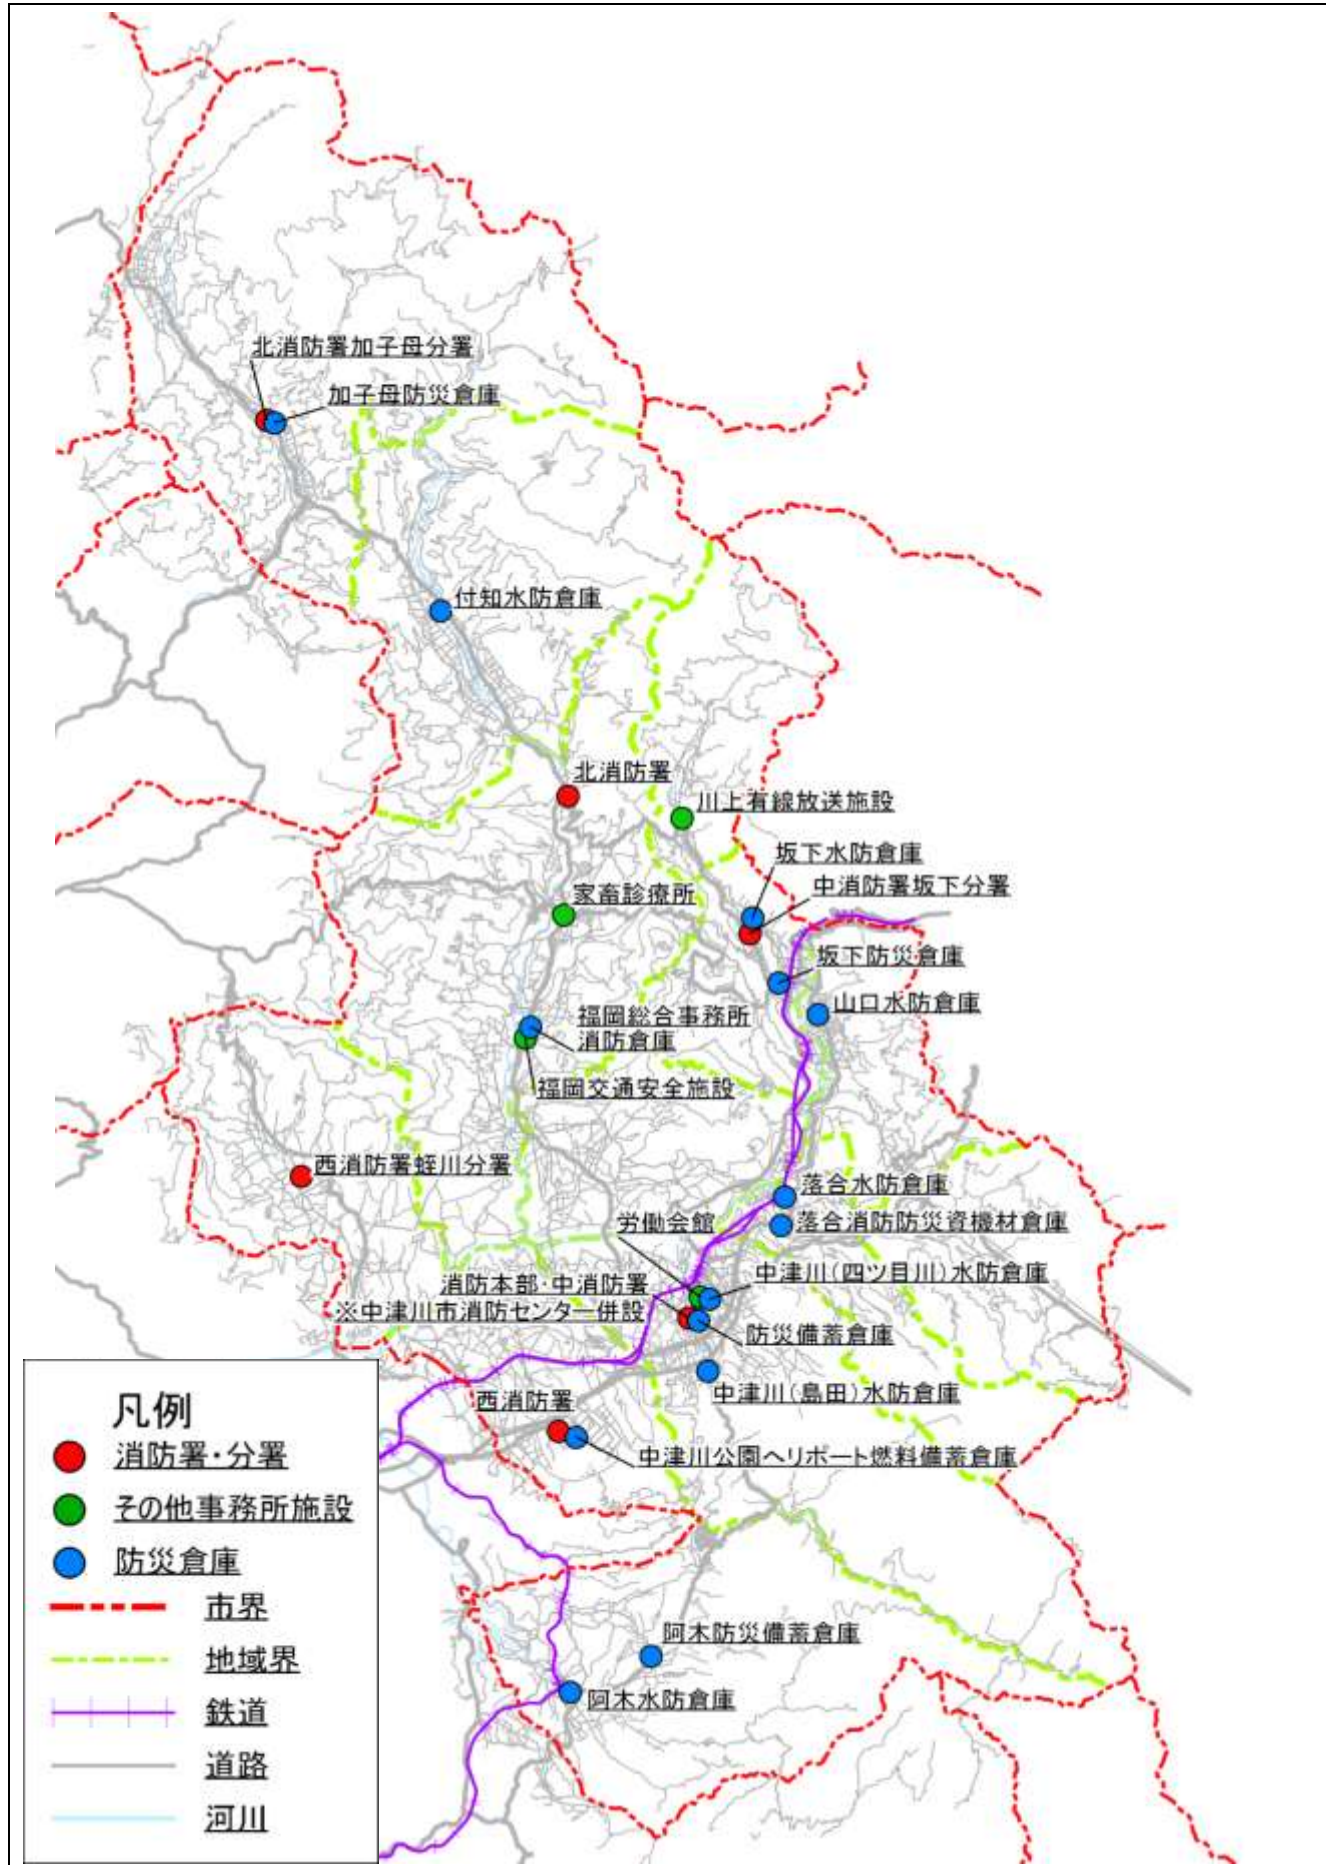 北消防署加子母分署
加子母防災倉庫
付知水防倉庫
北消防署
川上有線放送施設
坂下水防倉庫
中消防署坂下分署
家畜診療所
坂下防災倉庫
山口水防倉庫
福岡総合事務所
消防倉庫
福岡交通安全施設
西消防署蛭川分署
落合水防倉庫
労働会館
落合消防防災資機材倉庫
中津川(四ツ目川)水防倉庫
消防本部・中消防署
※中津川市消防センター併設
防災備蓄倉庫
中津川(島田)水防倉庫
西消防署
中津川公園ヘリポート燃料備蓄倉庫
阿木防災備蓄倉庫
阿木水防倉庫
凡例
消防署・分署
その他事務所施設
防災倉庫
市界
地域界
鉄道
道路
河川